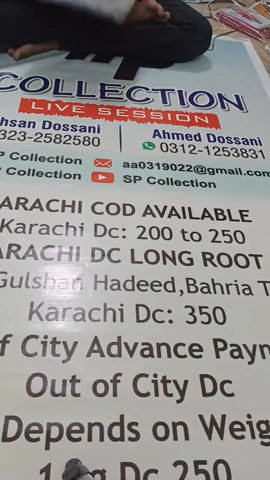 COLLECTION
LIVE SESSION
hsan Dossani
323-2582580
Ahmed Dossani
0312-1253831
P Collection
aa0319022@gmail.com
Collection
SP Collection
ARACHI COD AVAILABLE
Karachi Dc: 200 to 250
ARACHI DC LONG ROOT
Gulshan Hadeed,Bahria T
Karachi Dc: 350
f City Advance Payn
Out of City Dc
Depends on Weig
Dc 250